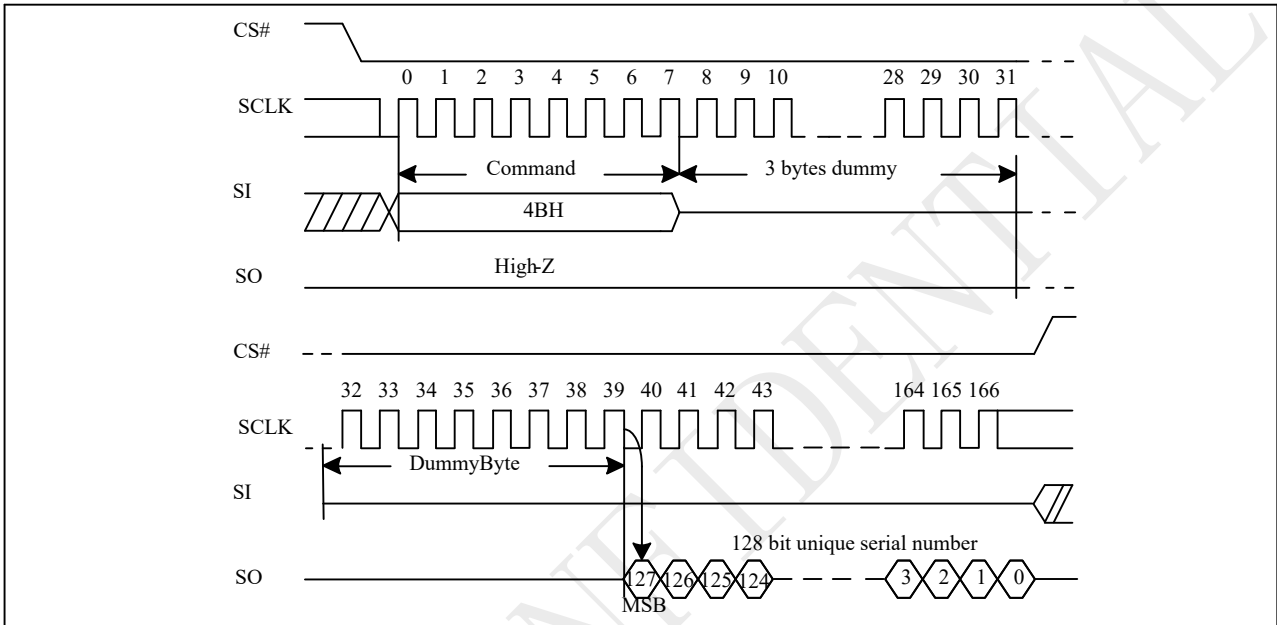 CS#
0 1 2 3 4 5 6 7 8 9 10 28 29 30 31
SCLK
Command 3 bytes dummy
SI
4BH
High-Z
SO
CS#
32 33 34 35 36 37 38 39 40 41 42 43 164 165 166
SCLK
DummyByte
SI
128 bit unique serial number
SO 127 126 125 124 3 2 1 0
MSB
NFIDENTIAL